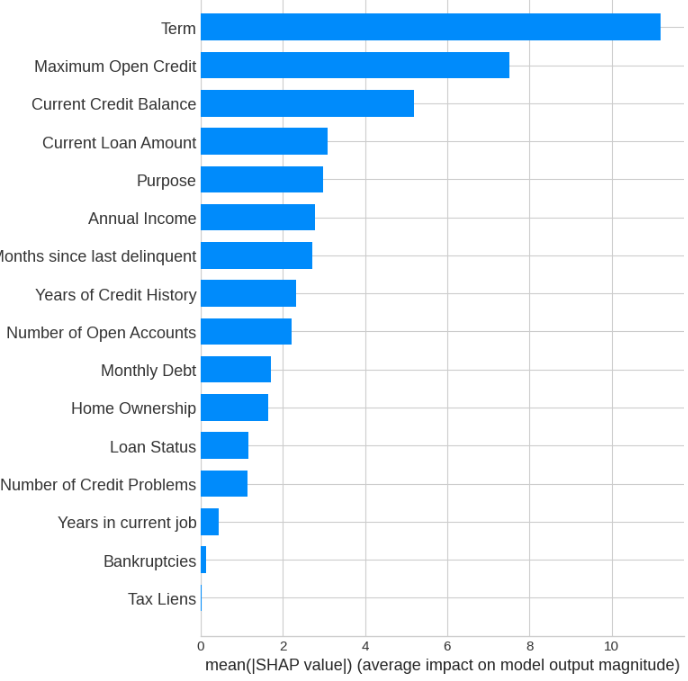 Term
Maximum Open Credit
Current Credit Balance
Current Loan Amount
Purpose
Annual Income
Months since last delinquent
Years of Credit History
Number of Open Accounts
Monthly Debt
Home Ownership
Loan Status
Number of Credit Problems
Years in current job
Bankruptcies
Tax Liens
0 2 4 6 8 10
mean(|SHAP value|) (average impact on model output magnitude)